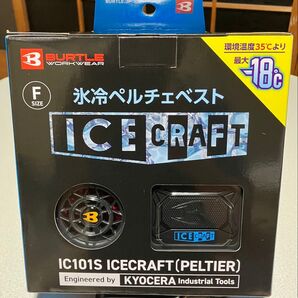 BURTLE
BURTLE
WORKWEAR
環境温度35℃より
最大-18℃
F
SIZE
氷冷ペルチェベスト
ICE CRAFT
B
ICE
IC101S ICECRAFT(PELTIER)
Engineered by KYOCERA Industrial Tools